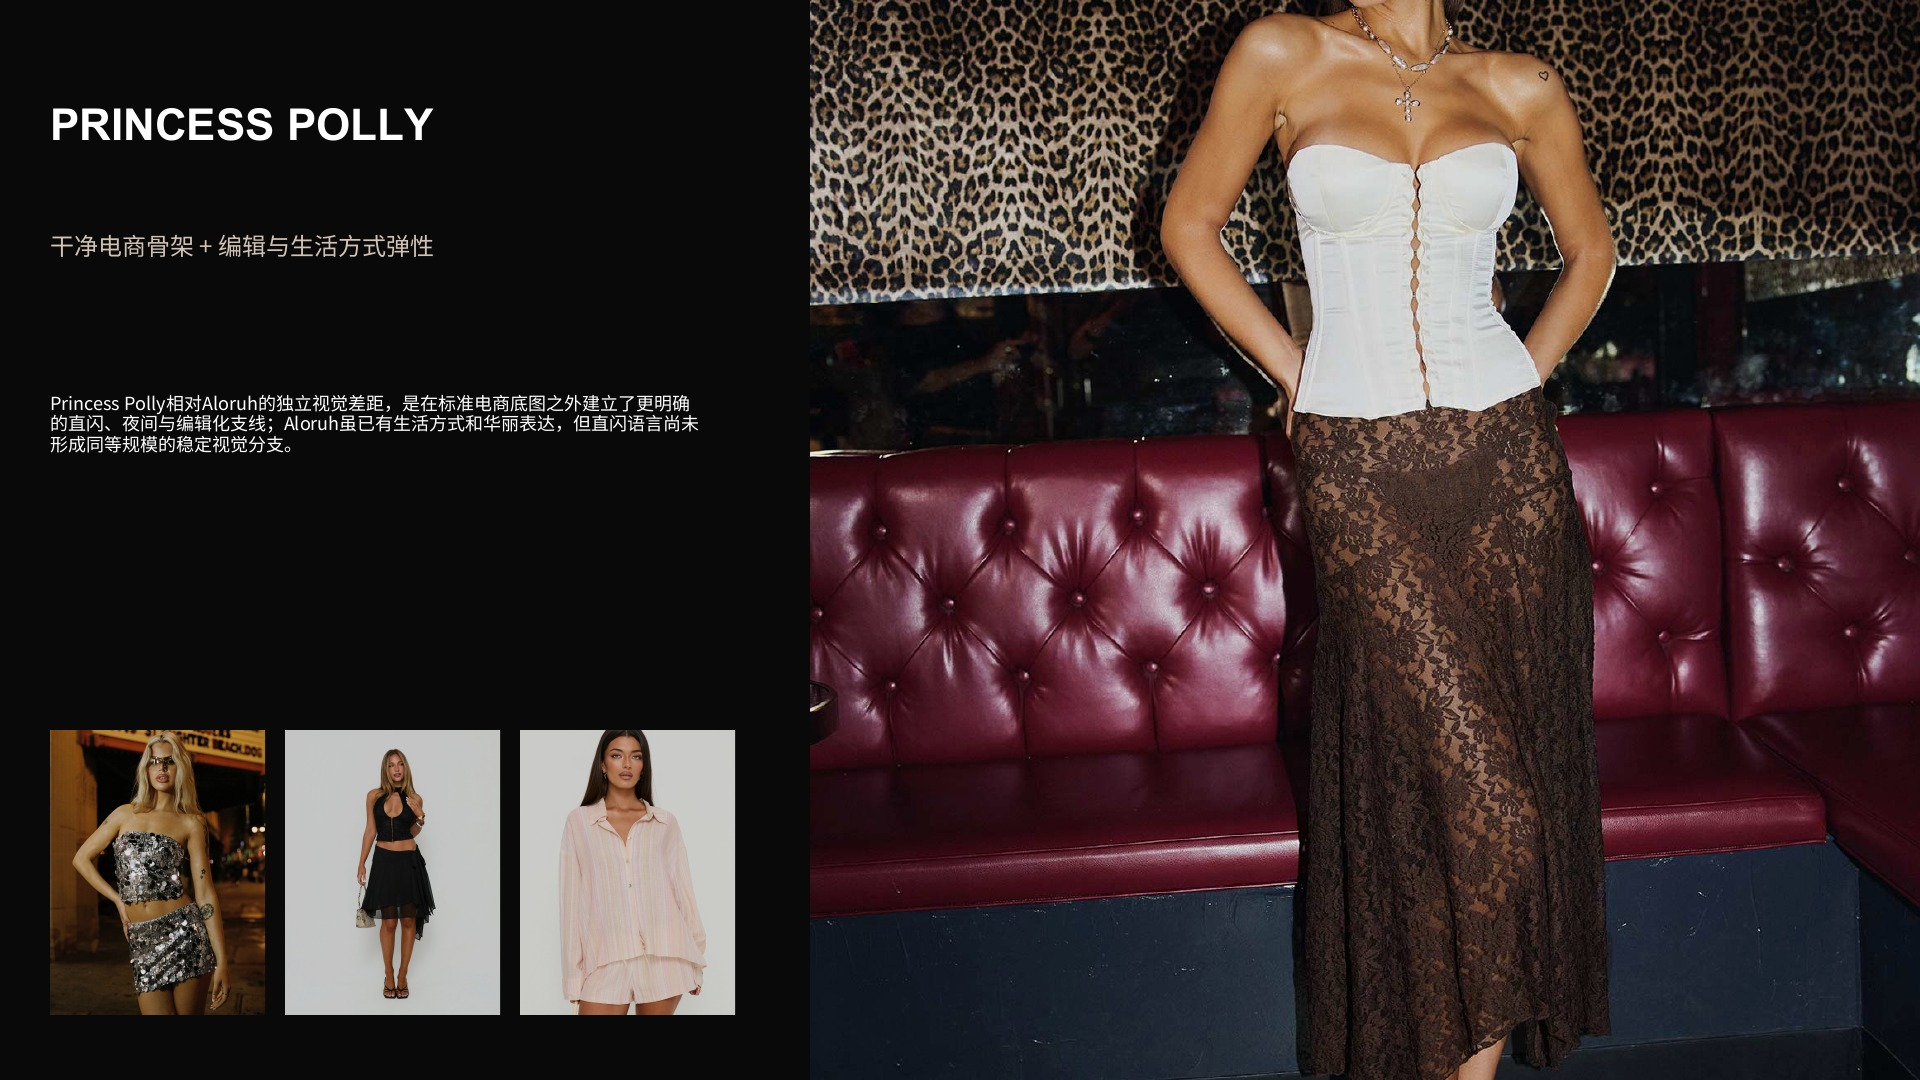 PRINCESS POLLY
干净电商骨架 + 编辑与生活方式弹性
Princess Polly相对Aloruh的独立视觉差距，是在标准电商底图之外建立了更明确
的直闪、夜间与编辑化支线；Aloruh虽已有生活方式和华丽表达，但直闪语言尚未
形成同等规模的稳定视觉分支。